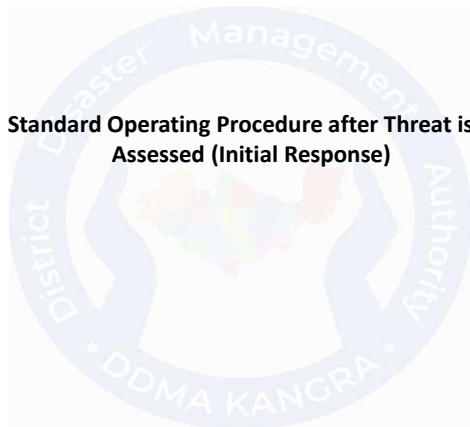 Standard Operating Procedure after Threat is
Assessed (Initial Response)
District Disaster Management Authority
DDMA KANGRA